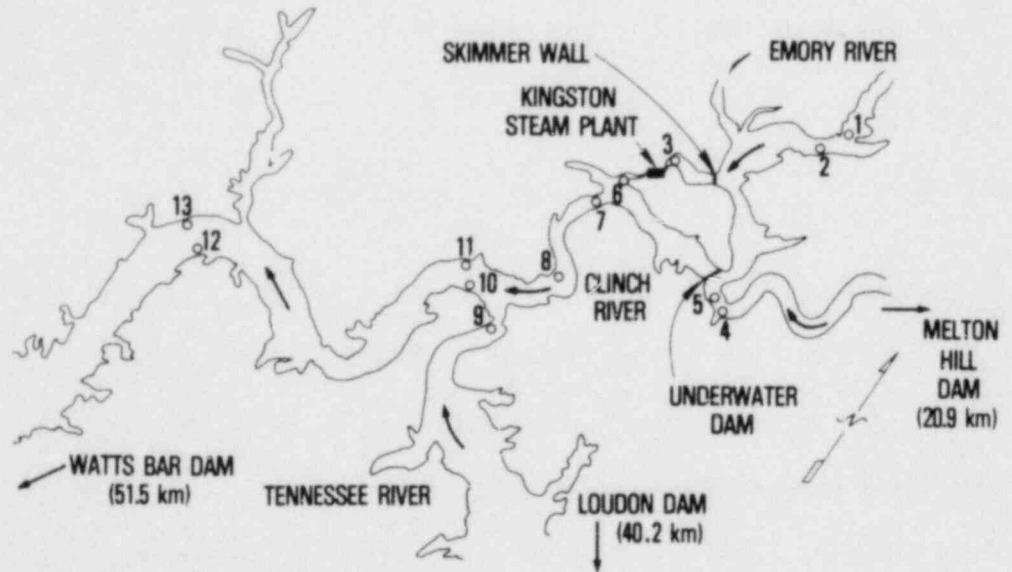 SKIMMER WALL
EMORY RIVER
KINGSTON
STEAM PLANT
1
2
3
6
7
13
12
11
10
8
9
CLINCH
RIVER
5
4
MELTON
HILL
DAM
(20.9 km)
UNDERWATER
DAM
N
WATTS BAR DAM
(51.5 km)
TENNESSEE RIVER
LOUDON DAM
(40.2 km)